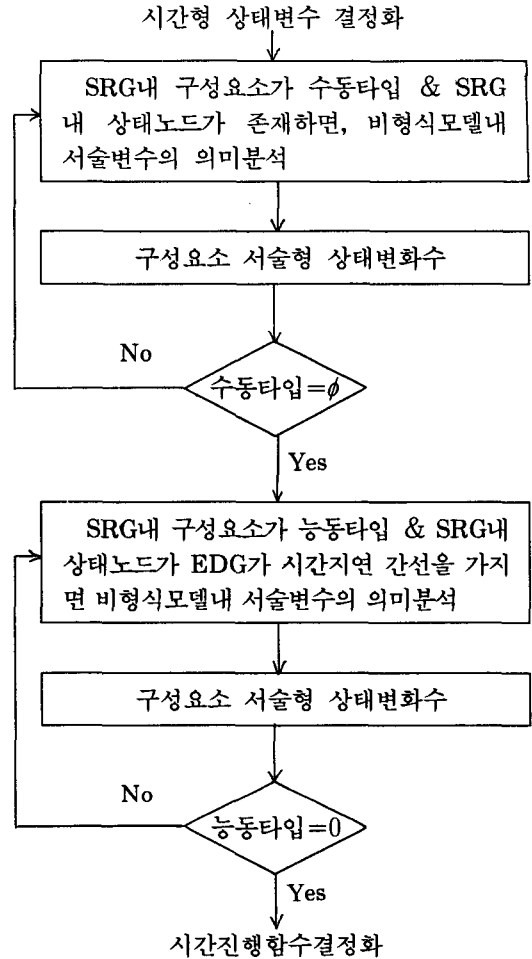 시간형 상태변수 결정화
SRG내 구성요소가 수동타입 & SRG
내 상태노드가 존재하면, 비형식모델내
서술변수의 의미분석
구성요소 서술형 상태변화수
No
수동타입=ϕ
Yes
SRG내 구성요소가 능동타입 & SRG내
상태노드가 EDG가 시간지연 간선을 가지
면 비형식모델내 서술변수의 의미분석
구성요소 서술형 상태변화수
No
능동타입=0
Yes
시간진행함수결정화